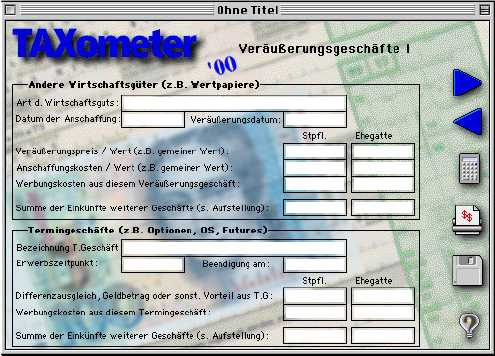 Ohne Titel
TAXometer '00
Veräußerungsgeschäfte I
Andere Wirtschaftsgüter (z.B. Wertpapiere)
Art d. Wirtschaftsguts:
Datum der Anschaffung: Veräußerungsdatum:
Stpfl. Ehegatte
Veräußerungspreis / Wert (z.B. gemeiner Wert):
Anschaffungskosten / Wert (z.B. gemeiner Wert):
Werbungskosten aus diesem Veräußerungsgeschäft:
Summe der Einkünfte weiterer Geschäfte (s. Aufstellung):
Termingeschäfte (z.B. Optionen, OS, Futures)
Bezeichnung T.Geschäft
Erwerbszeitpunkt: Beendigung am:
Stpfl. Ehegatte
Differenzausgleich, Geldbetrag oder sonst. Vorteil aus T.G:
Werbungskosten aus diesem Termingeschäft:
Summe der Einkünfte weiterer Geschäfte (s. Aufstellung):
$$
?